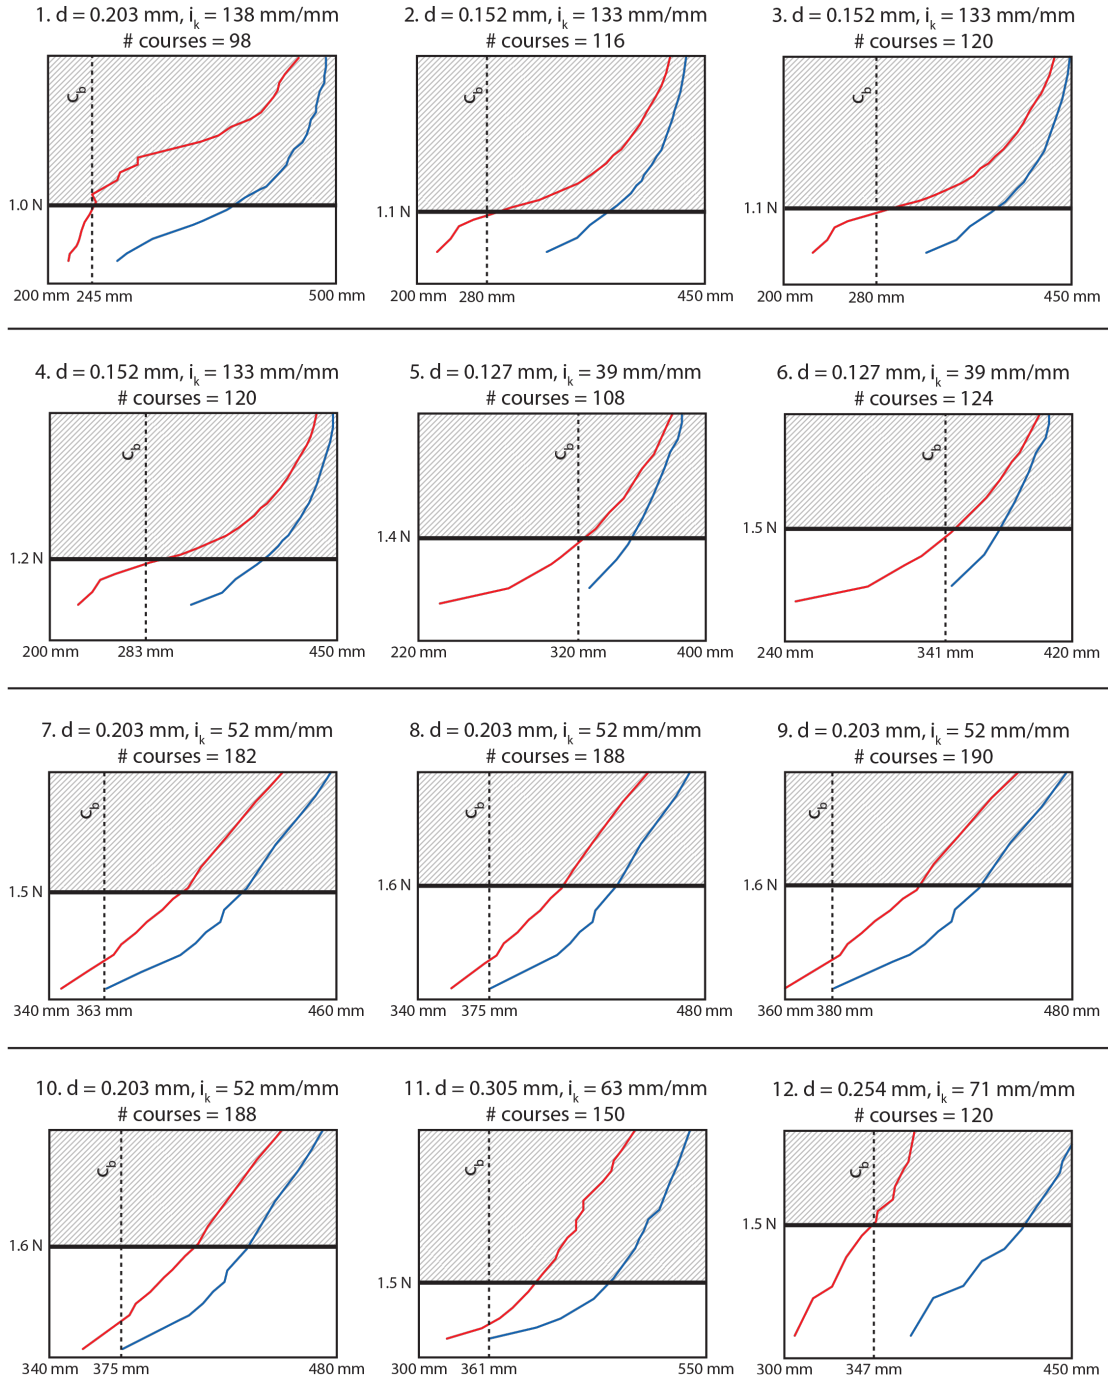 1. d = 0.203 mm, ik = 138 mm/mm
# courses = 98
Cb
1.0 N
200 mm 245 mm 500 mm
2. d = 0.152 mm, ik = 133 mm/mm
# courses = 116
Cb
1.1 N
200 mm 280 mm 450 mm
3. d = 0.152 mm, ik = 133 mm/mm
# courses = 120
Cb
1.1 N
200 mm 280 mm 450 mm
4. d = 0.152 mm, ik = 133 mm/mm
# courses = 120
Cb
1.2 N
200 mm 283 mm 450 mm
5. d = 0.127 mm, ik = 39 mm/mm
# courses = 108
Cb
1.4 N
220 mm 320 mm 400 mm
6. d = 0.127 mm, ik = 39 mm/mm
# courses = 124
Cb
1.5 N
240 mm 341 mm 420 mm
7. d = 0.203 mm, ik = 52 mm/mm
# courses = 182
Cb
1.5 N
340 mm 363 mm 460 mm
8. d = 0.203 mm, ik = 52 mm/mm
# courses = 188
Cb
1.6 N
340 mm 375 mm 480 mm
9. d = 0.203 mm, ik = 52 mm/mm
# courses = 190
Cb
1.6 N
360 mm 380 mm 480 mm
10. d = 0.203 mm, ik = 52 mm/mm
# courses = 188
Cb
1.6 N
340 mm 375 mm 480 mm
11. d = 0.305 mm, ik = 63 mm/mm
# courses = 150
Cb
1.5 N
300 mm 361 mm 550 mm
12. d = 0.254 mm, ik = 71 mm/mm
# courses = 120
Cb
1.5 N
300 mm 347 mm 450 mm